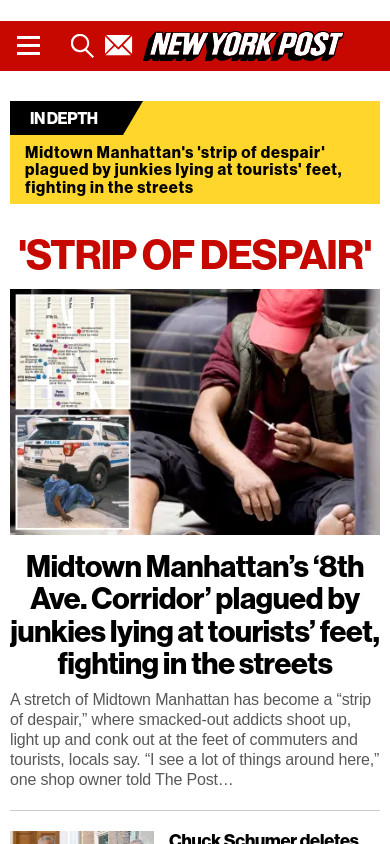 NEW YORK POST
IN DEPTH
Midtown Manhattan's 'strip of despair'
plagued by junkies lying at tourists' feet,
fighting in the streets
'STRIP OF DESPAIR'
Midtown Manhattan’s ‘8th
Ave. Corridor’ plagued by
junkies lying at tourists’ feet,
fighting in the streets
A stretch of Midtown Manhattan has become a “strip
of despair,” where smacked-out addicts shoot up,
light up and conk out at the feet of commuters and
tourists, locals say. “I see a lot of things around here,”
one shop owner told The Post…
Chuck Schumer deletes